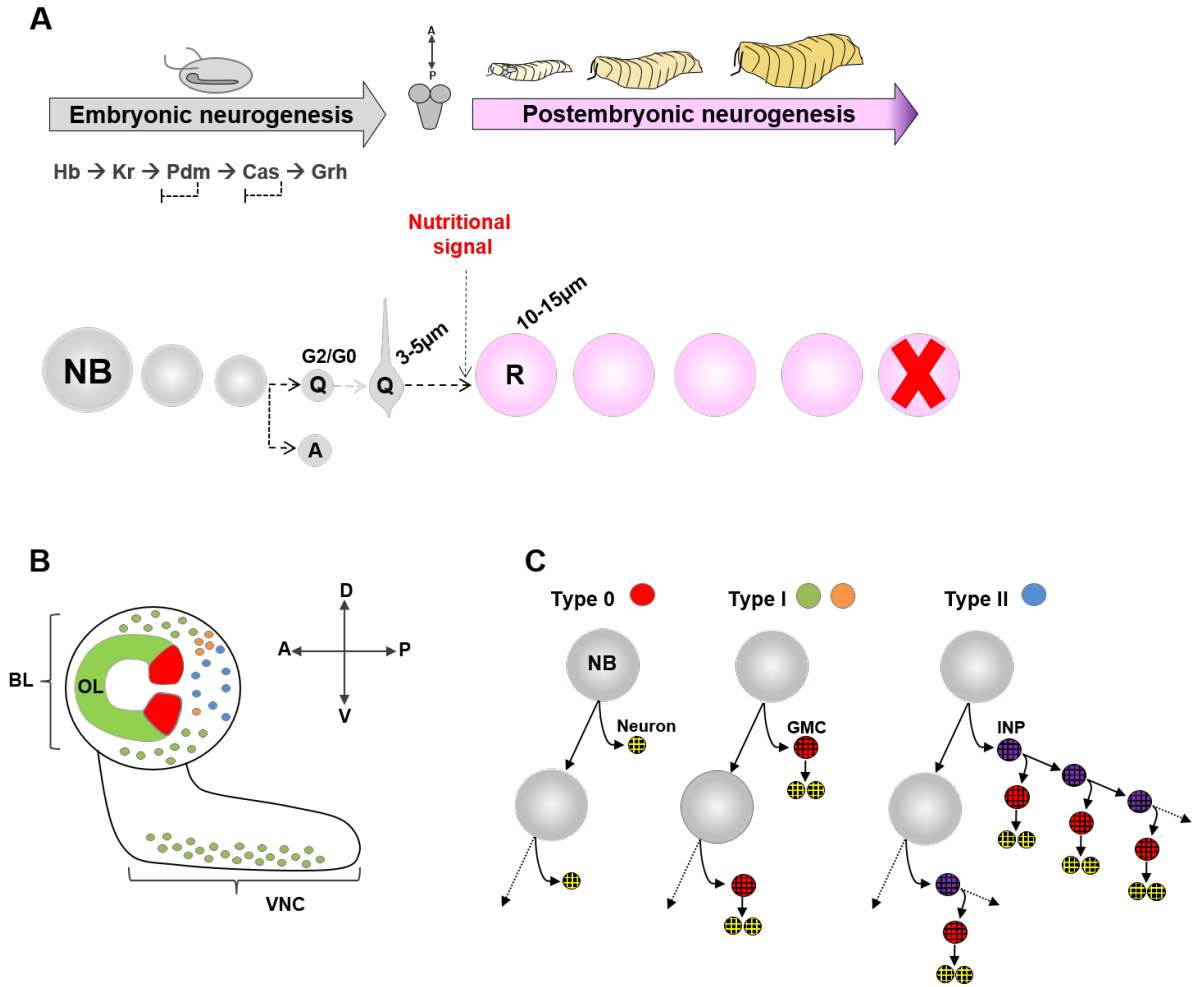 A
A
P
Embryonic neurogenesis
Postembryonic neurogenesis
Hb → Kr → Pdm → Cas → Grh
Nutritional
signal
10-15µm
3-5µm
G2/G0
NB
Q
Q
R
X
A
B
D
A
P
V
BL
OL
VNC
C
Type 0
Type I
Type II
NB
Neuron
GMC
INP